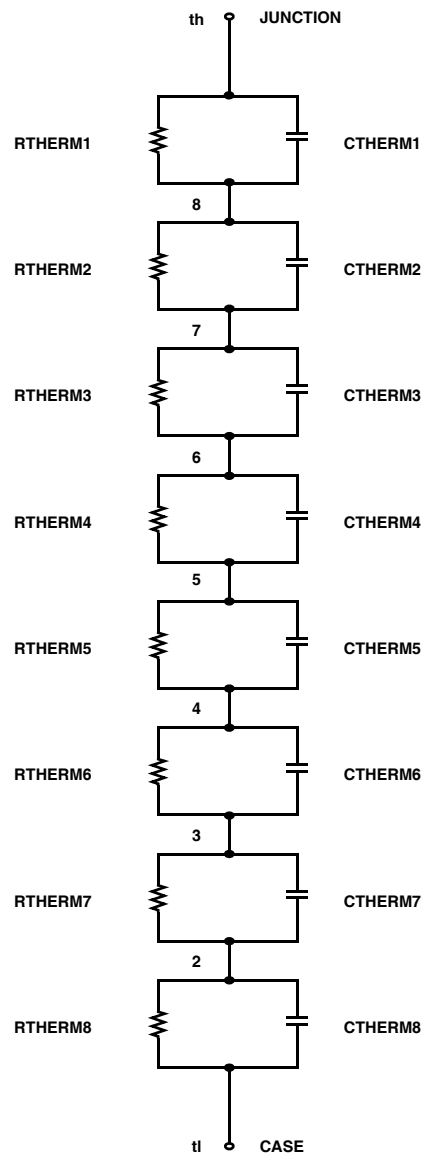 th JUNCTION
RTHERM1 CTHERM1
8
RTHERM2 CTHERM2
7
RTHERM3 CTHERM3
6
RTHERM4 CTHERM4
5
RTHERM5 CTHERM5
4
RTHERM6 CTHERM6
3
RTHERM7 CTHERM7
2
RTHERM8 CTHERM8
tl CASE